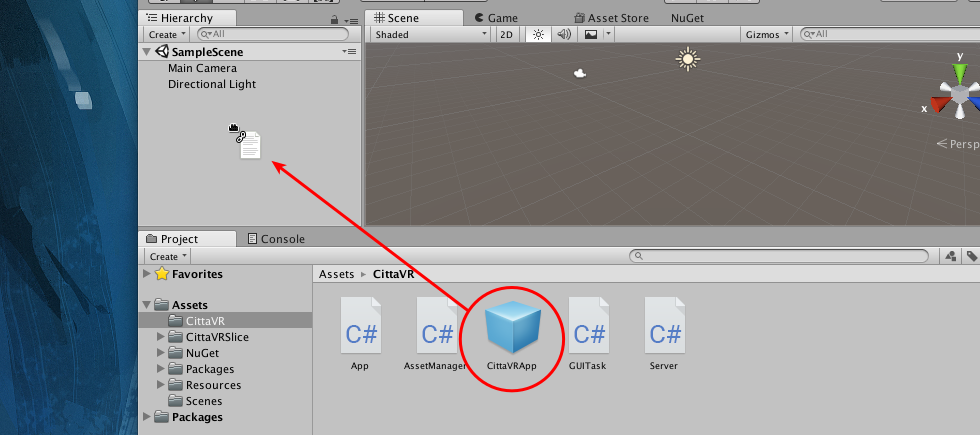 Hierarchy
Scene
Game
Asset Store
NuGet
Create
All
Shaded
2D
Gizmos
All
SampleScene
Main Camera
Directional Light
y
x
Persp
Project
Console
Create
Favorites
Assets
CittaVR
CittaVRSlice
NuGet
Packages
Resources
Scenes
Packages
Assets ▸ CittaVR
C#
C#
C#
C#
App
AssetManager
CittaVRApp
GUITask
Server